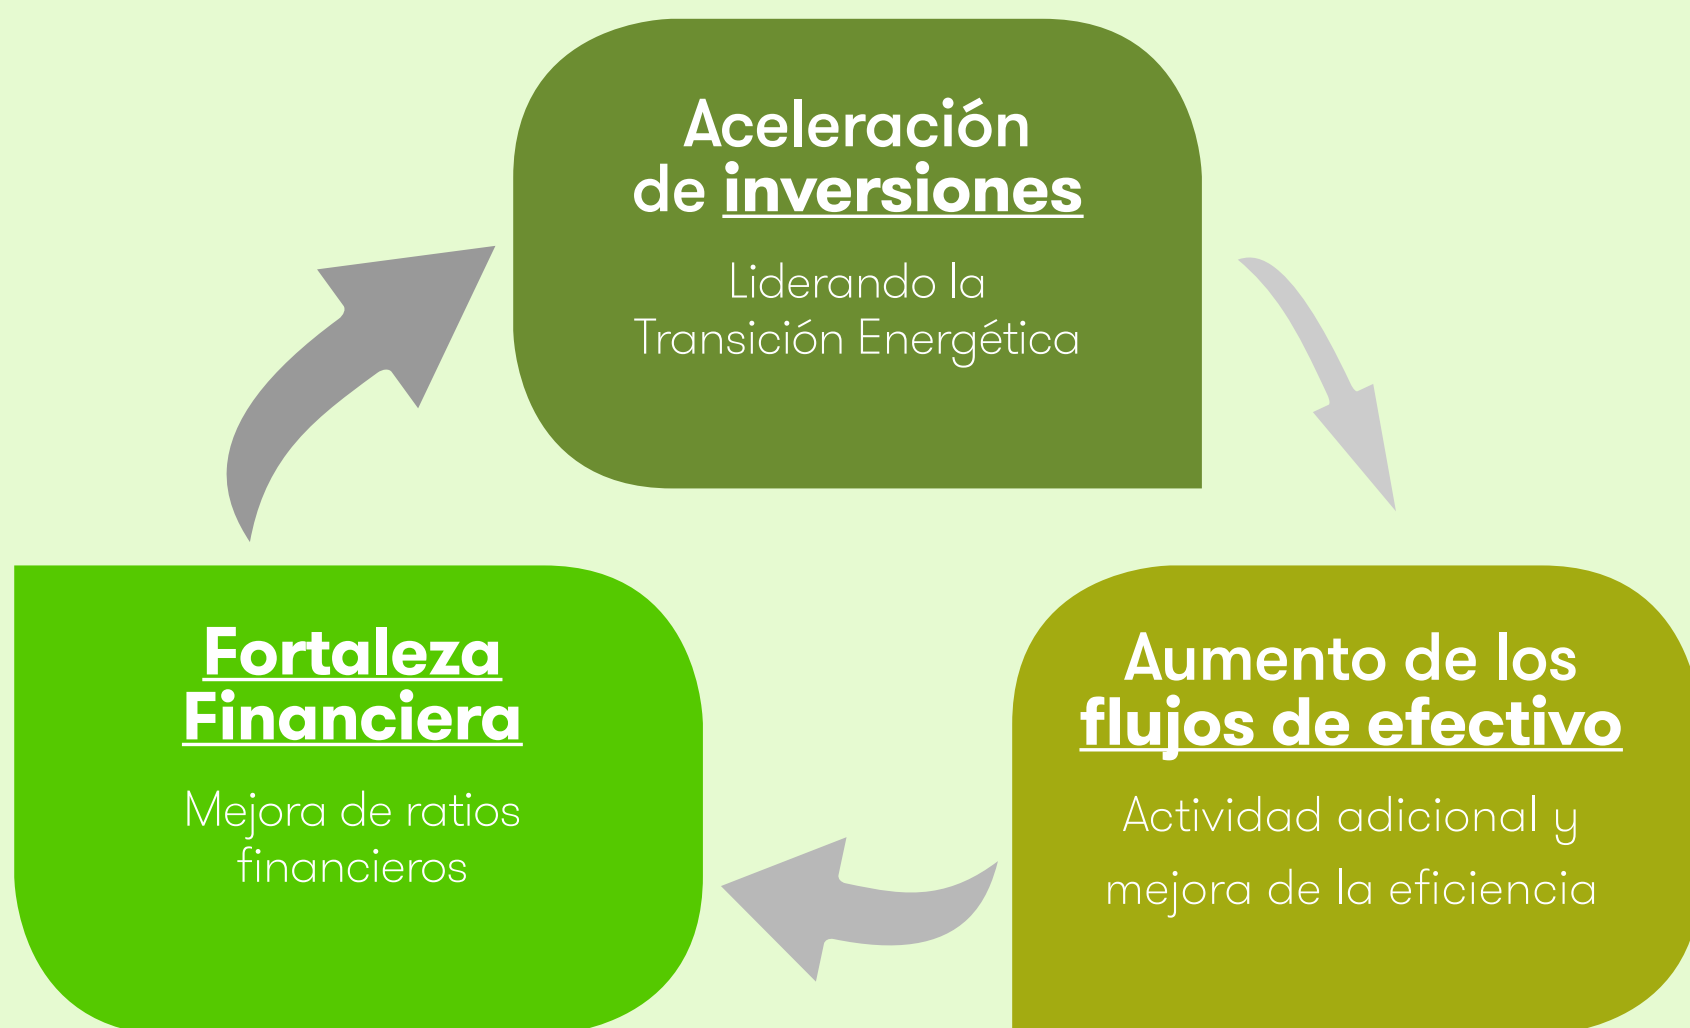 Aceleración
de inversiones
Liderando la
Transición Energética
Fortaleza
Financiera
Mejora de ratios
financieros
Aumento de los
flujos de efectivo
Actividad adicional y
mejora de la eficiencia